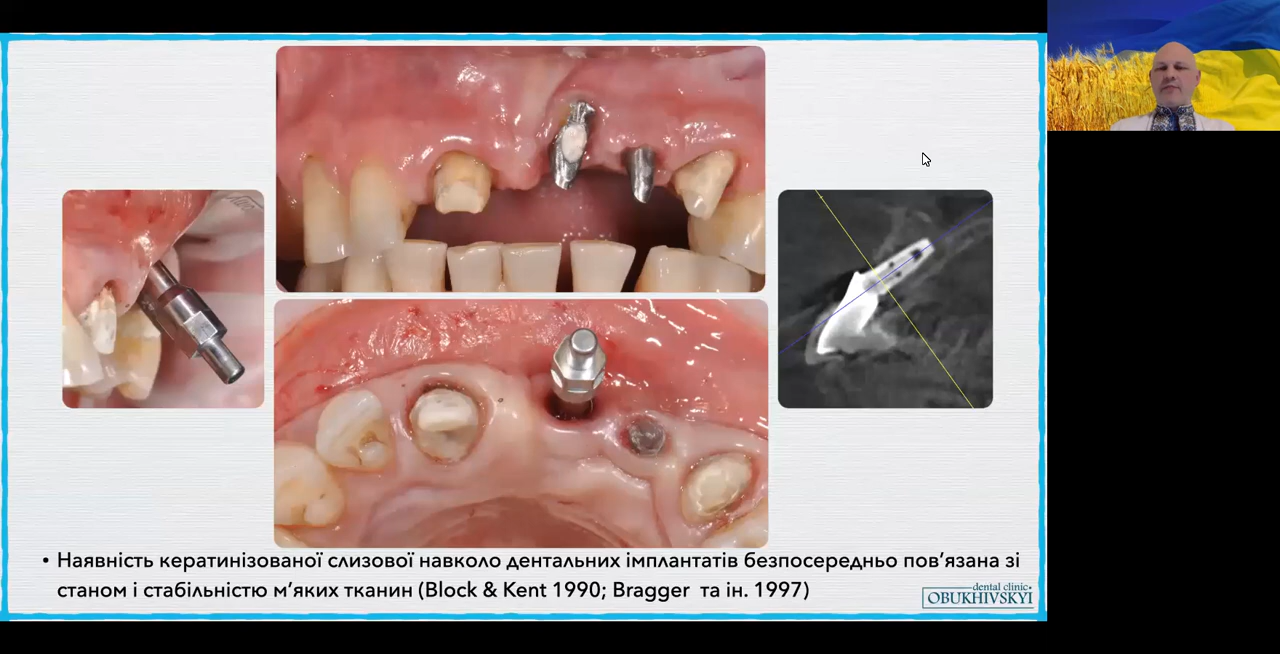 • Наявність кератинізованої слизової навколо дентальних імплантатів безпосередньо пов’язана зі
станом і стабільністю м’яких тканин (Block & Kent 1990; Bragger та ін. 1997)
dental clinic
OBUKHIVSKYI